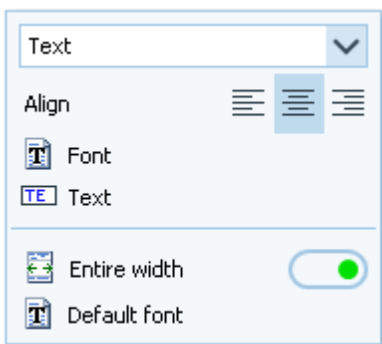 Text
Align
T Font
TE Text
Entire width
T Default font